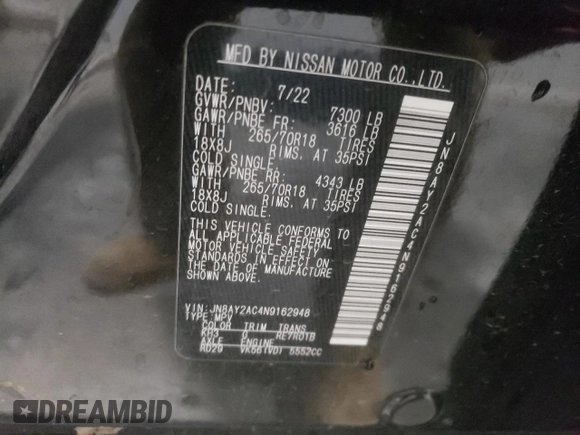 MFD BY NISSAN MOTOR CO.,LTD.
DATE: 7/22
GVWR/PNBV: 7300 LB
GAWR/PNBE FR: 3616 LB
WITH 265/70R18 TIRES
18X8J RIMS. AT 35PSI
COLD SINGLE.
GAWR/PNBE RR: 4343 LB
WITH 265/70R18 TIRES
18X8J RIMS. AT 35PSI
COLD SINGLE.
THIS VEHICLE CONFORMS TO
ALL APPLICABLE FEDERAL
MOTOR VEHICLE SAFETY
STANDARDS IN EFFECT ON
THE DATE OF MANUFACTURE
SHOWN ABOVE.
VIN: JN8AY2AC4N9162948
TYPE: MPV
COLOR TRIM TRANS
KH3 G RE7R01B
AXLE ENGINE
RD29 VK56(VD) 5552CC
JN8AY2AC4N9162948
DREAMBID